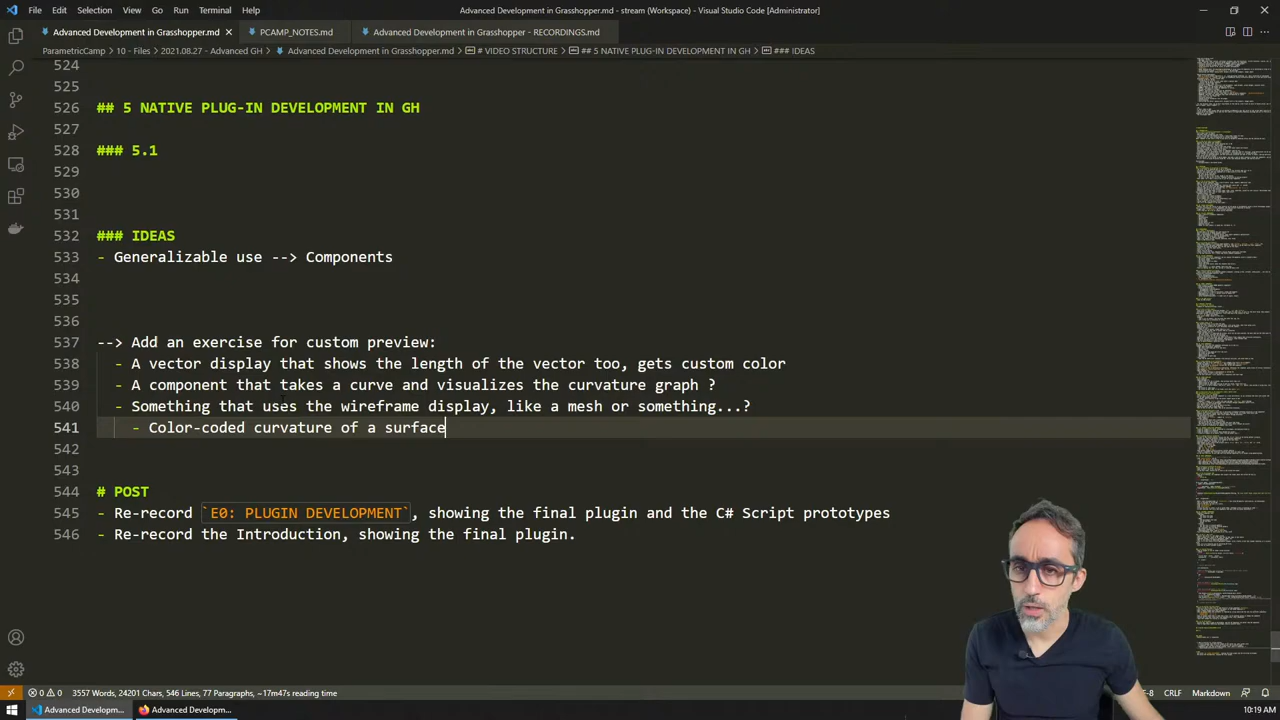 File Edit Selection View Go Run Terminal Help
Advanced Development in Grasshopper.md - stream (Workspace) - Visual Studio Code [Administrator]
Advanced Development in Grasshopper.md PCAMP_NOTES.md Advanced Development in Grasshopper - RECORDINGS.md
ParametricCamp > 10 - Files > 2021.08.27 - Advanced GH > Advanced Development in Grasshopper.md > # VIDEO STRUCTURE > ## 5 NATIVE PLUG-IN DEVELOPMENT IN GH > ### IDEAS
524
525
526 ## 5 NATIVE PLUG-IN DEVELOPMENT IN GH
527
528 ### 5.1
529
530
531
532 ### IDEAS
533 - Generalizable use --> Components
534
535
536
537 --> Add an exercise for custom preview:
538 - A vector display that shows the length of the vector too, gets custom color
539 - A component that takes a curve and visualizes the curvature graph ?
540 - Something that uses the wireframe display, mesh or something...?
541 - Color-coded curvature of a surfac
542
543
544 # POST
545 - Re-record `E0: PLUGIN DEVELOPMENT`, showing the final plugin and the C# Script prototypes
546 - Re-record the Introduction, showing the final plugin.
0 0 3557 Words, 24201 Chars, 546 Lines, 77 Paragraphs, ~17m47s reading time
CRLF Markdown
Advanced Developm... Advanced Developm...
10:19 AM